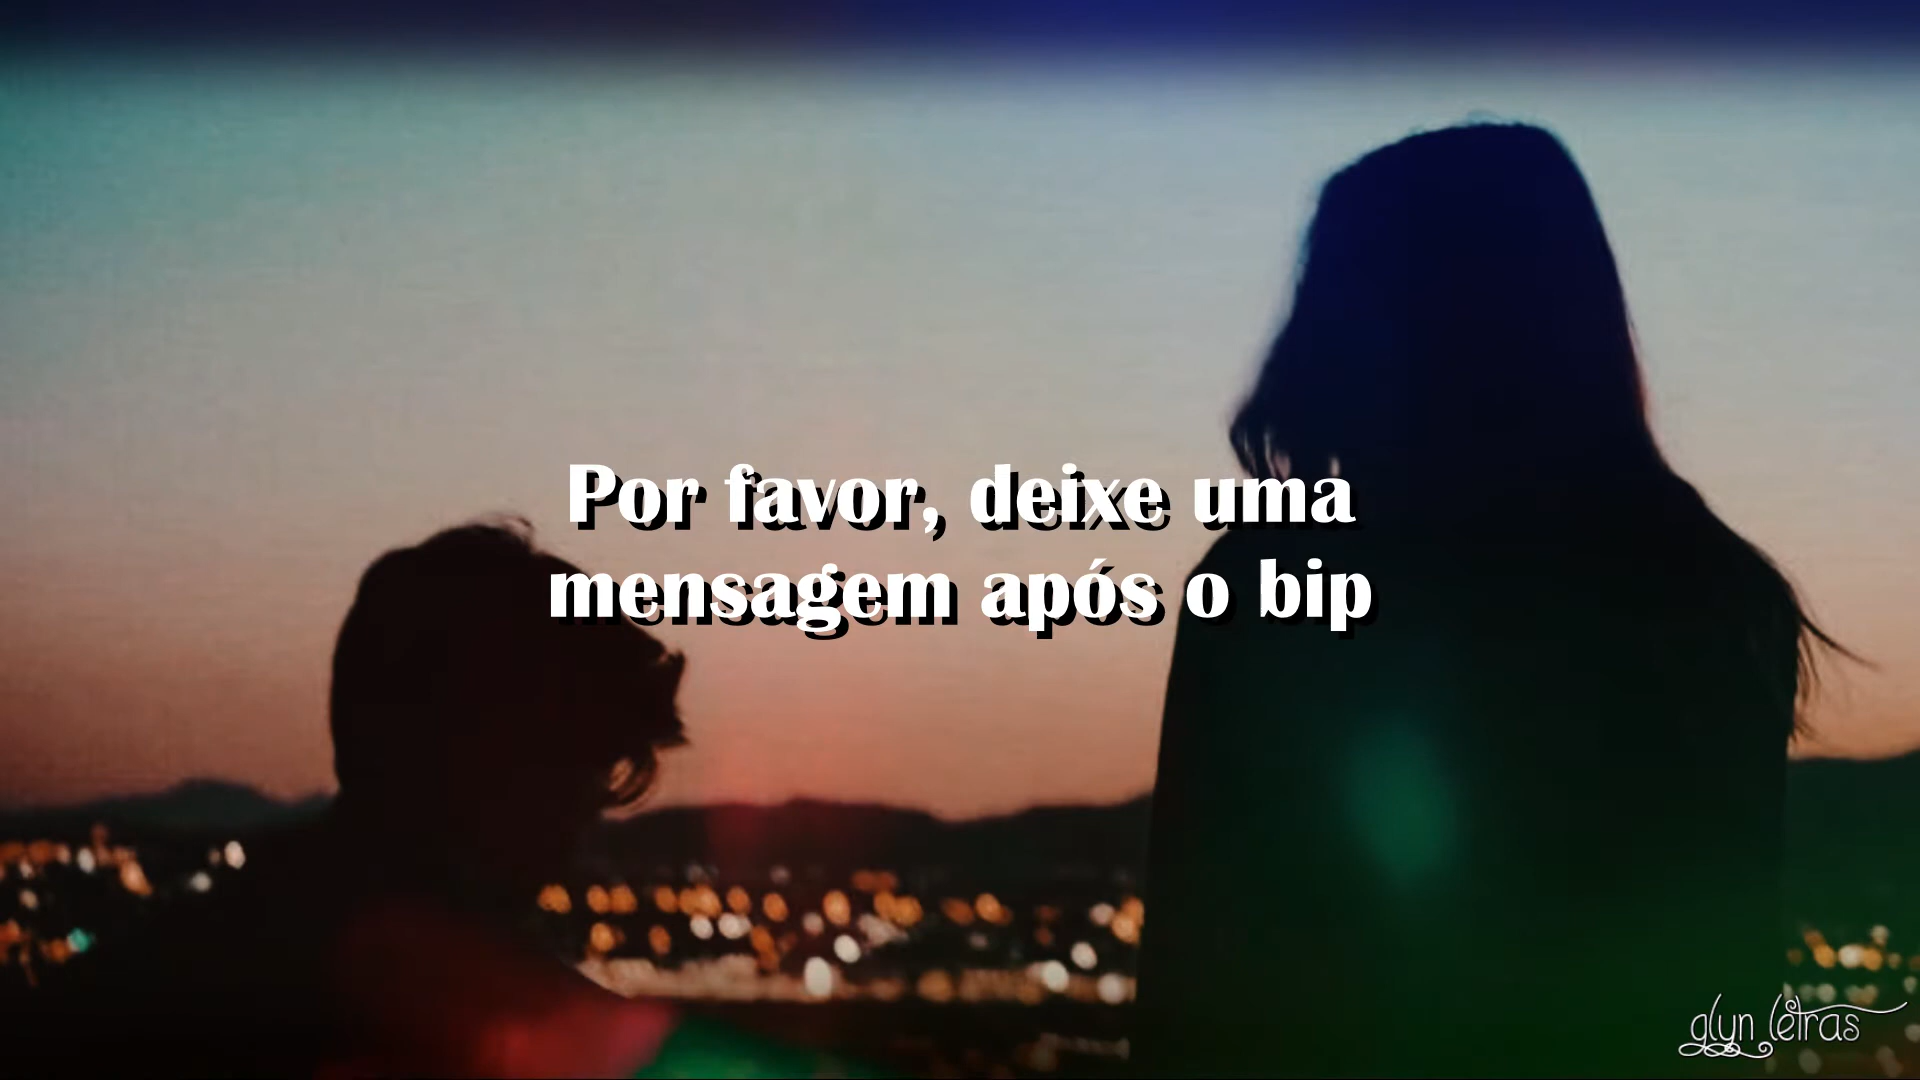 Por favor, deixe uma
mensagem após o bip
glyn letras